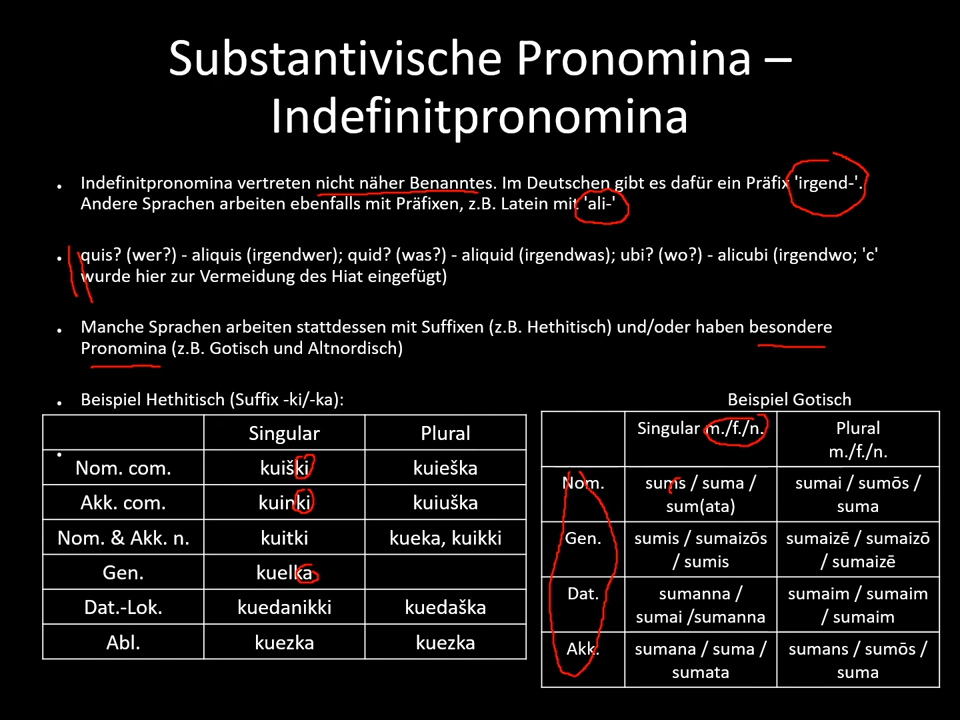 Substantivische Pronomina –
Indefinitpronomina
• Indefinitpronomina vertreten nicht näher Benanntes. Im Deutschen gibt es dafür ein Präfix 'irgend-'.
Andere Sprachen arbeiten ebenfalls mit Präfixen, z.B. Latein mit 'ali-'
• quis? (wer?) - aliquis (irgendwer); quid? (was?) - aliquid (irgendwas); ubi? (wo?) - alicubi (irgendwo; 'c'
wurde hier zur Vermeidung des Hiat eingefügt)
• Manche Sprachen arbeiten stattdessen mit Suffixen (z.B. Hethitisch) und/oder haben besondere
Pronomina (z.B. Gotisch und Altnordisch)
• Beispiel Hethitisch (Suffix -ki/-ka):
Singular Plural
Nom. com. kuiški kuieška
Akk. com. kuinki kuiuška
Nom. & Akk. n. kuitki kueka, kuikki
Gen. kuelka
Dat.-Lok. kuedanikki kuedaška
Abl. kuezka kuezka
Beispiel Gotisch
Singular m./f./n. Plural
m./f./n.
Nom. sums / suma / sumai / sumōs /
sum(ata) suma
Gen. sumis / sumaizōs sumaizē / sumaizō
/ sumis / sumaizē
Dat. sumanna / sumaim / sumaim
sumai /sumanna / sumaim
Akk. sumana / suma / sumans / sumōs /
sumata suma